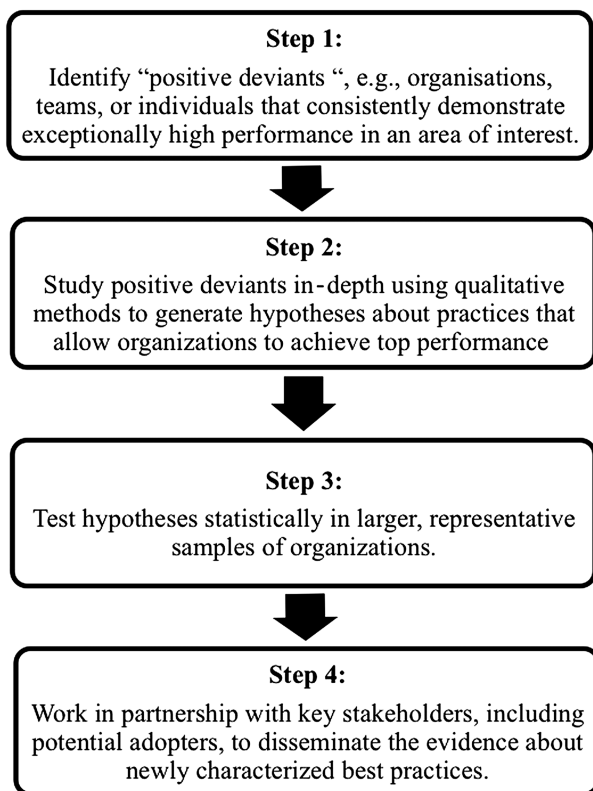 Step 1:
Identify “positive deviants “, e.g., organisations,
teams, or individuals that consistently demonstrate
exceptionally high performance in an area of interest.
Step 2:
Study positive deviants in-depth using qualitative
methods to generate hypotheses about practices that
allow organizations to achieve top performance
Step 3:
Test hypotheses statistically in larger, representative
samples of organizations.
Step 4:
Work in partnership with key stakeholders, including
potential adopters, to disseminate the evidence about
newly characterized best practices.